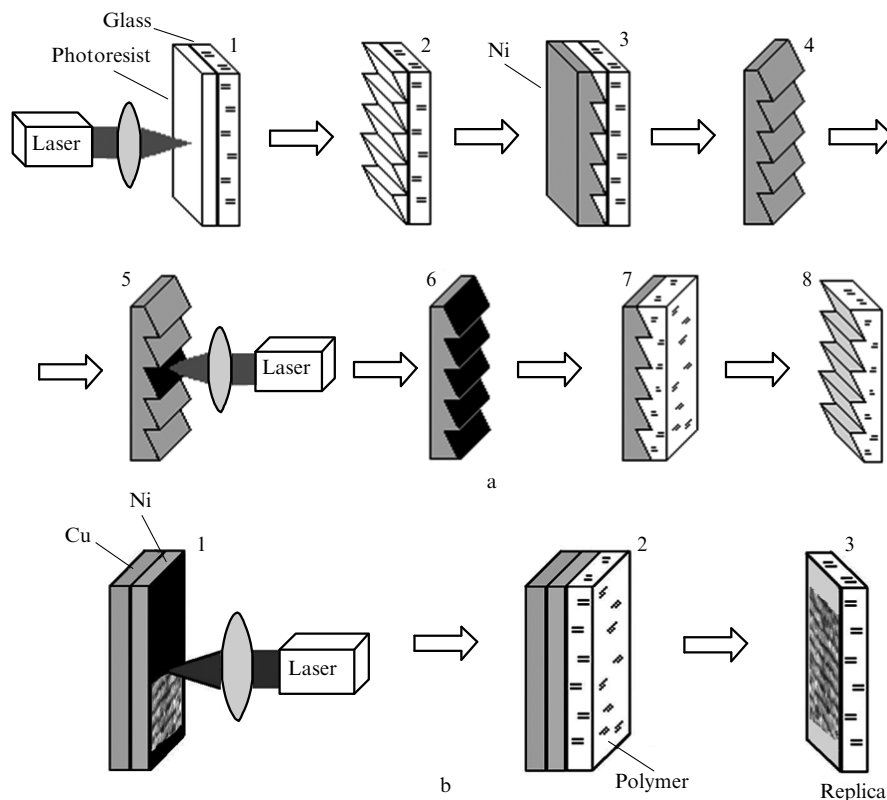 Glass
Photoresist
Laser
1
2
Ni
3
4
5
Laser
6
7
8
a
Ni
Cu
1
Laser
2
Polymer
3
Replica
b